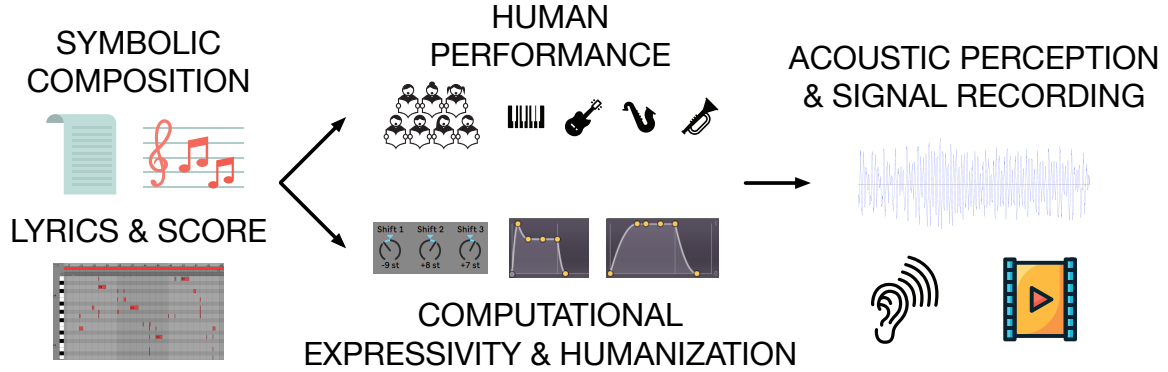 SYMBOLIC
COMPOSITION
LYRICS & SCORE
HUMAN
PERFORMANCE
Shift 1 Shift 2 Shift 3
-9 st +8 st +7 st
COMPUTATIONAL
EXPRESSIVITY & HUMANIZATION
ACOUSTIC PERCEPTION
& SIGNAL RECORDING